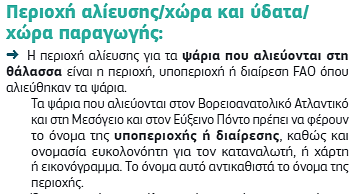 Περιοχή αλίευσης/χώρα και ύδατα/
χώρα παραγωγής:
➜ Η περιοχή αλίευσης για τα ψάρια που αλιεύονται στη
θάλασσα είναι η περιοχή, υποπεριοχή ή διαίρεση FAO όπου
αλιεύθηκαν τα ψάρια.
Τα ψάρια που αλιεύονται στον Βορειοανατολικό Ατλαντικό
και στη Μεσόγειο και στον Εύξεινο Πόντο πρέπει να φέρουν
το όνομα της υποπεριοχής ή διαίρεσης, καθώς και
ονομασία ευκολονόητη για τον καταναλωτή, ή χάρτη
ή εικονόγραμμα. Το όνομα αυτό αντικαθιστά το όνομα της
περιοχής.